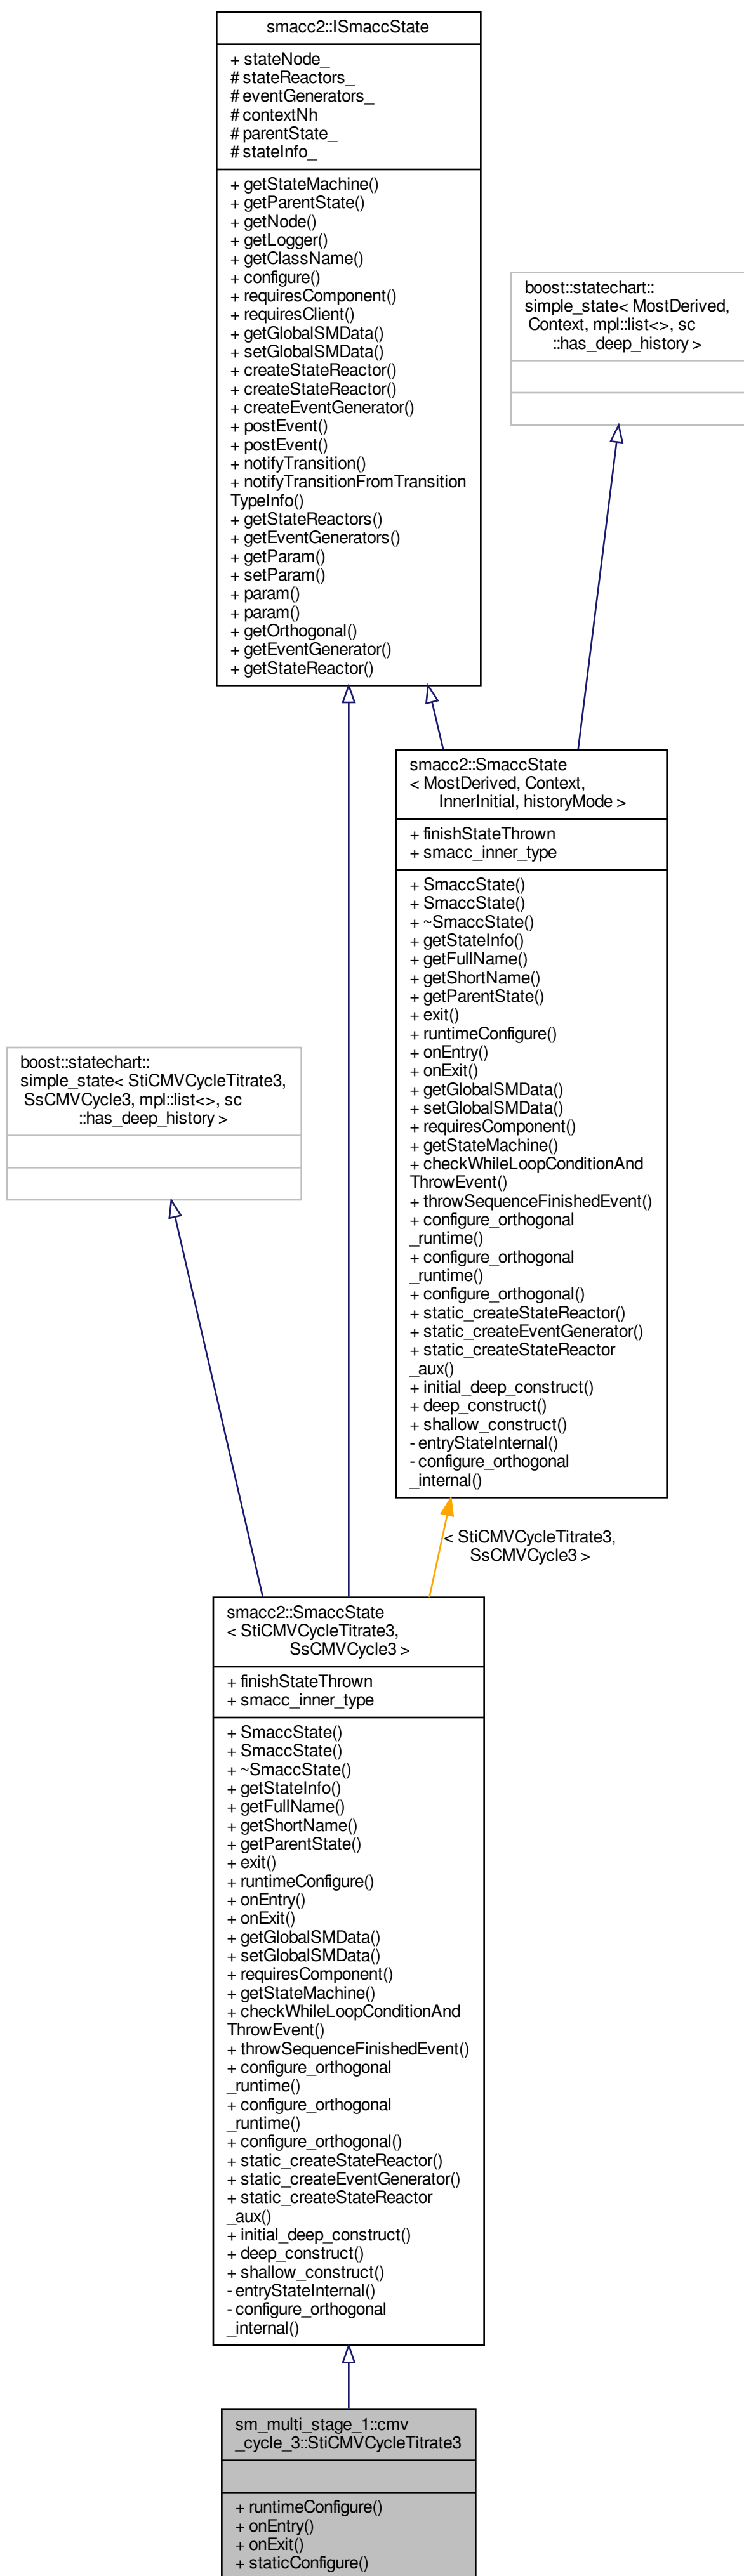 smacc2::ISmaccState
+ stateNode_
# stateReactors_
# eventGenerators_
# contextNh
# parentState_
# stateInfo_
+ getStateMachine()
+ getParentState()
+ getNode()
+ getLogger()
+ getClassName()
+ configure()
+ requiresComponent()
+ requiresClient()
+ getGlobalSMData()
+ setGlobalSMData()
+ createStateReactor()
+ createStateReactor()
+ createEventGenerator()
+ postEvent()
+ postEvent()
+ notifyTransition()
+ notifyTransitionFromTransition
TypeInfo()
+ getStateReactors()
+ getEventGenerators()
+ getParam()
+ setParam()
+ param()
+ param()
+ getOrthogonal()
+ getEventGenerator()
+ getStateReactor()
boost::statechart::
simple_state< MostDerived,
Context, mpl::list<>, sc
::has_deep_history >
smacc2::SmaccState
< MostDerived, Context,
InnerInitial, historyMode >
+ finishStateThrown
+ smacc_inner_type
+ SmaccState()
+ SmaccState()
+ ~SmaccState()
+ getStateInfo()
+ getFullName()
+ getShortName()
+ getParentState()
+ exit()
+ runtimeConfigure()
+ onEntry()
+ onExit()
+ getGlobalSMData()
+ setGlobalSMData()
+ requiresComponent()
+ getStateMachine()
+ checkWhileLoopConditionAnd
ThrowEvent()
+ throwSequenceFinishedEvent()
+ configure_orthogonal
_runtime()
+ configure_orthogonal
_runtime()
+ configure_orthogonal()
+ static_createStateReactor()
+ static_createEventGenerator()
+ static_createStateReactor
_aux()
+ initial_deep_construct()
+ deep_construct()
+ shallow_construct()
- entryStateInternal()
- configure_orthogonal
_internal()
boost::statechart::
simple_state< StiCMVCycleTitrate3,
SsCMVCycle3, mpl::list<>, sc
::has_deep_history >
< StiCMVCycleTitrate3,
SsCMVCycle3 >
smacc2::SmaccState
< StiCMVCycleTitrate3,
SsCMVCycle3 >
+ finishStateThrown
+ smacc_inner_type
+ SmaccState()
+ SmaccState()
+ ~SmaccState()
+ getStateInfo()
+ getFullName()
+ getShortName()
+ getParentState()
+ exit()
+ runtimeConfigure()
+ onEntry()
+ onExit()
+ getGlobalSMData()
+ setGlobalSMData()
+ requiresComponent()
+ getStateMachine()
+ checkWhileLoopConditionAnd
ThrowEvent()
+ throwSequenceFinishedEvent()
+ configure_orthogonal
_runtime()
+ configure_orthogonal
_runtime()
+ configure_orthogonal()
+ static_createStateReactor()
+ static_createEventGenerator()
+ static_createStateReactor
_aux()
+ initial_deep_construct()
+ deep_construct()
+ shallow_construct()
- entryStateInternal()
- configure_orthogonal
_internal()
sm_multi_stage_1::cmv
_cycle_3::StiCMVCycleTitrate3
+ runtimeConfigure()
+ onEntry()
+ onExit()
+ staticConfigure()